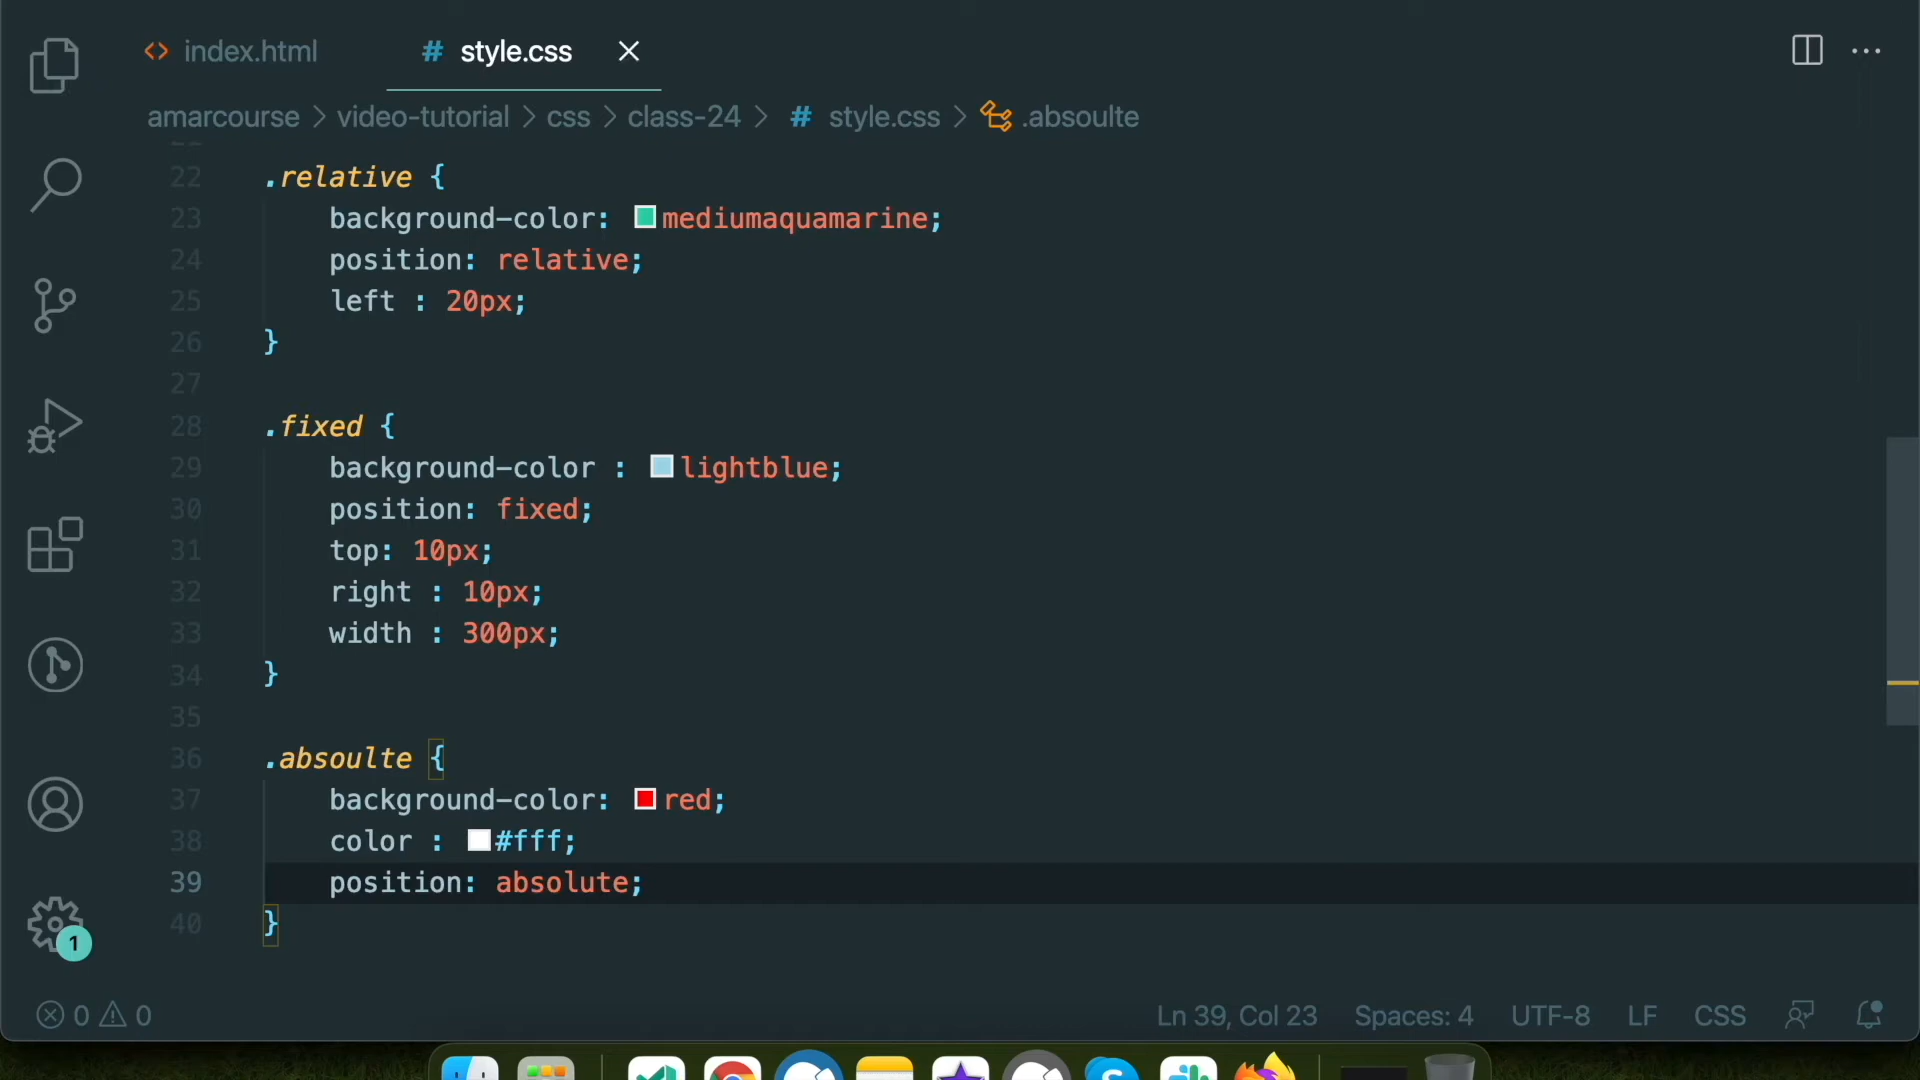 index.html
# style.css
amarcourse > video-tutorial > css > class-24 > # style.css > .absoulte
22 .relative {
23 background-color: mediumaquamarine;
24 position: relative;
25 left : 20px;
26 }
27
28 .fixed {
29 background-color : lightblue;
30 position: fixed;
31 top: 10px;
32 right : 10px;
33 width : 300px;
34 }
35
36 .absoulte {
37 background-color: red;
38 color : #fff;
39 position: absolute;
40 }
1
0 0 Ln 39, Col 23 Spaces: 4 UTF-8 LF CSS